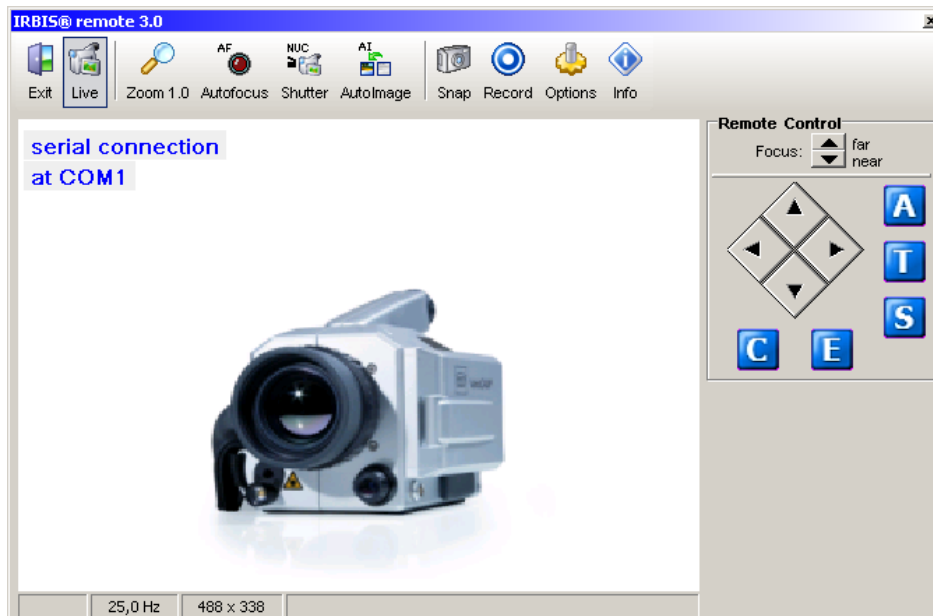 IRBIS® remote 3.0
AF NUC AI
Exit Live Zoom 1.0 Autofocus Shutter AutoImage Snap Record Options Info
serial connection
at COM1
Remote Control
Focus: far
near
A
T
S
C E
25,0 Hz 488 x 338